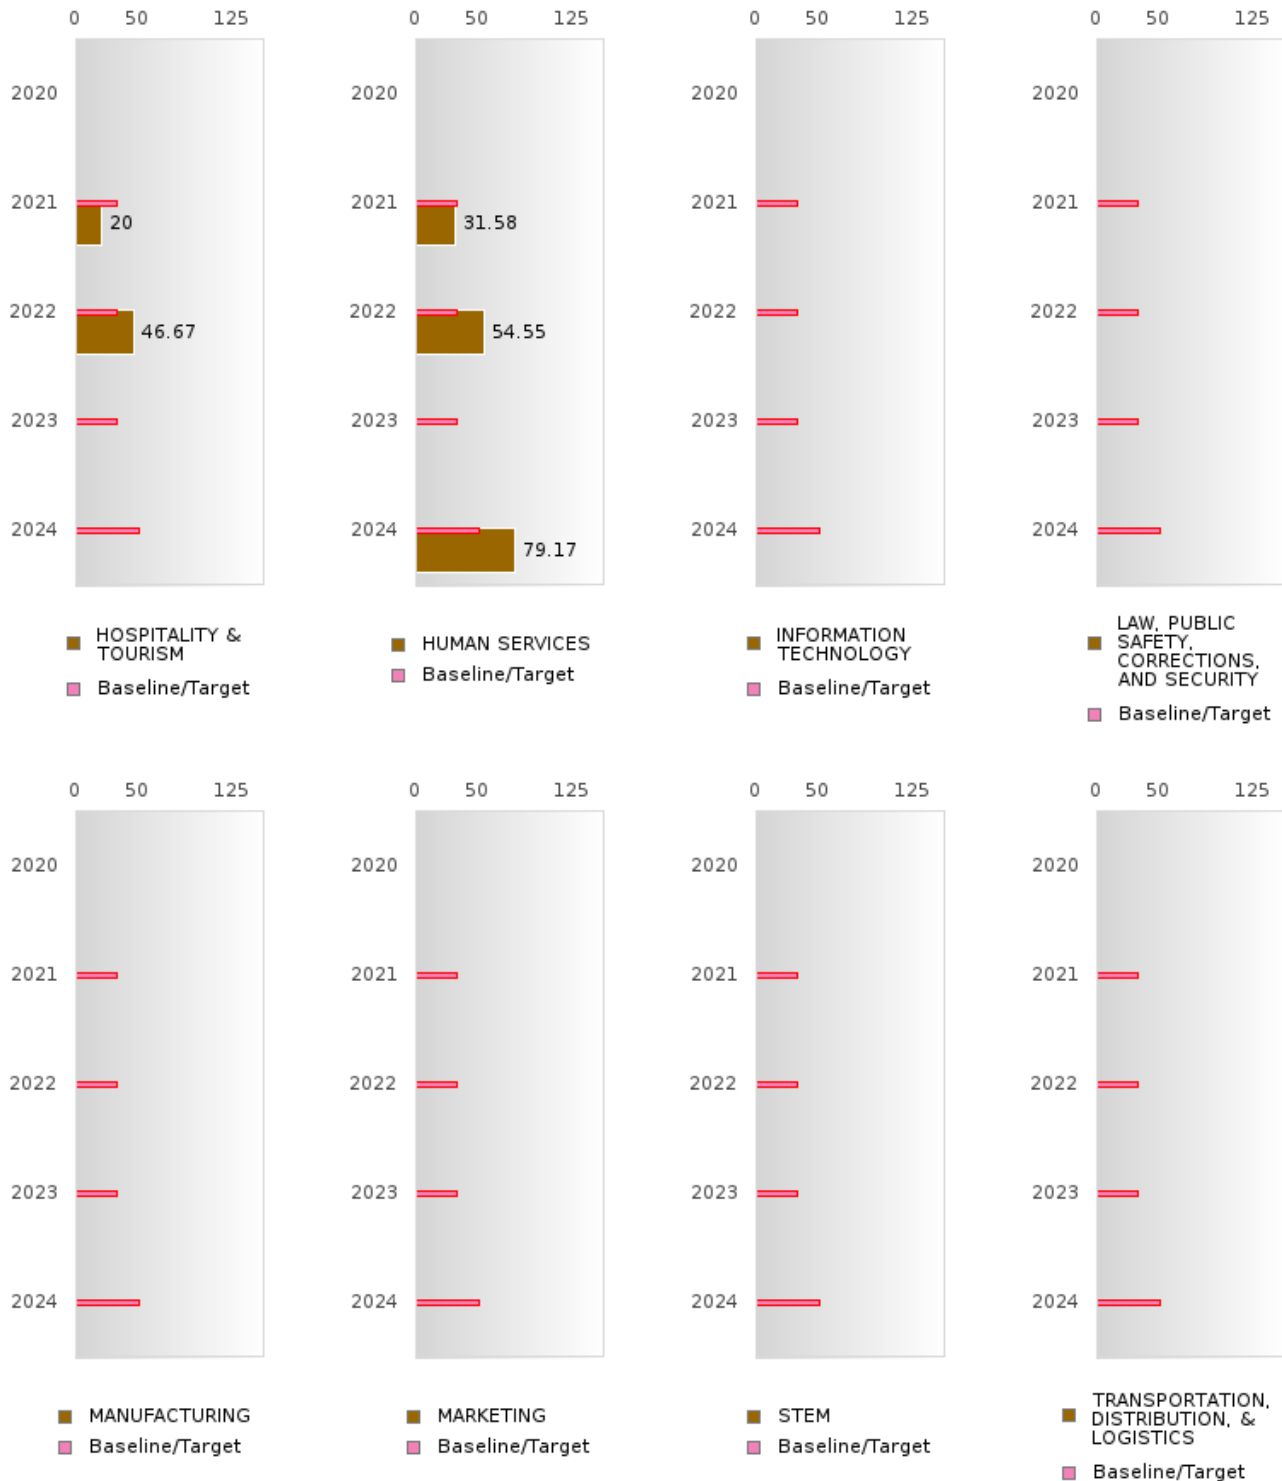 0 50 125
2020
2021
20
2022
46.67
2023
2024
HOSPITALITY &
TOURISM
Baseline/Target
0 50 125
2020
2021
31.58
2022
54.55
2023
2024
79.17
HUMAN SERVICES
Baseline/Target
0 50 125
2020
2021
2022
2023
2024
INFORMATION
TECHNOLOGY
Baseline/Target
0 50 125
2020
2021
2022
2023
2024
LAW, PUBLIC
SAFETY,
CORRECTIONS,
AND SECURITY
Baseline/Target
0 50 125
2020
2021
2022
2023
2024
MANUFACTURING
Baseline/Target
0 50 125
2020
2021
2022
2023
2024
MARKETING
Baseline/Target
0 50 125
2020
2021
2022
2023
2024
STEM
Baseline/Target
0 50 125
2020
2021
2022
2023
2024
TRANSPORTATION,
DISTRIBUTION, &
LOGISTICS
Baseline/Target